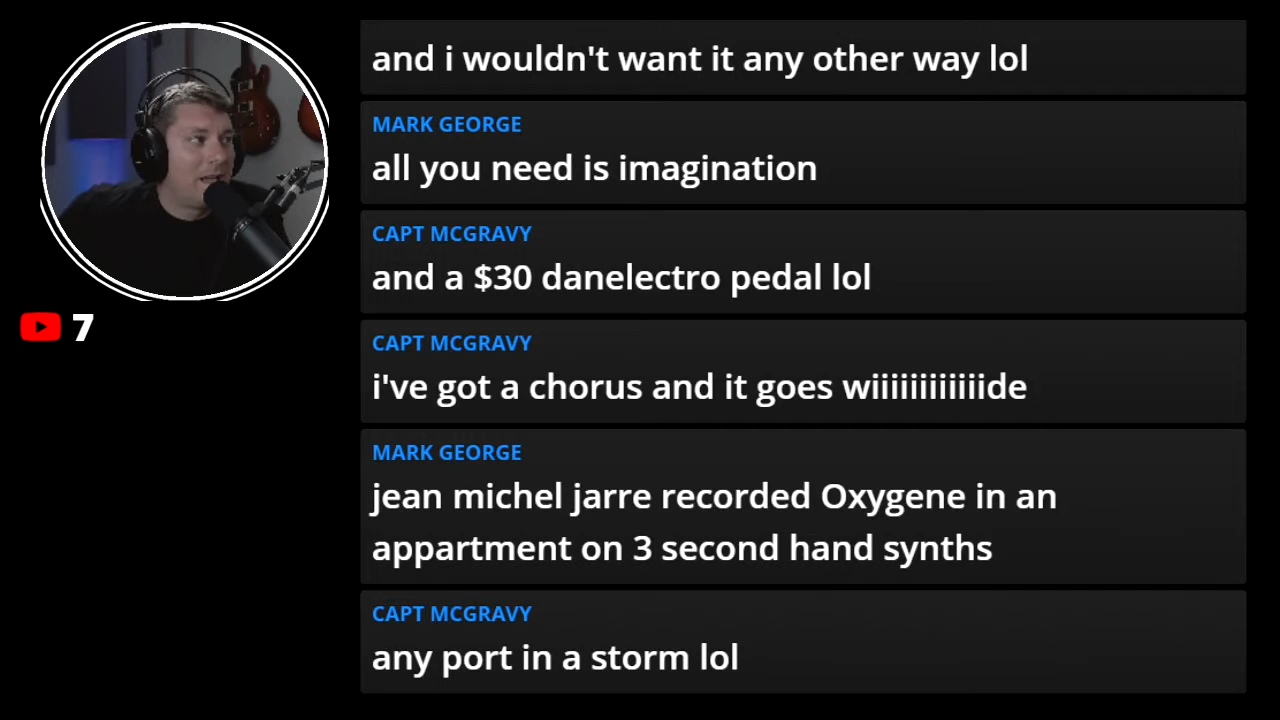 and i wouldn't want it any other way lol
MARK GEORGE
all you need is imagination
CAPT MCGRAVY
and a $30 danelectro pedal lol
CAPT MCGRAVY
i've got a chorus and it goes wiiiiiiiiiiiide
MARK GEORGE
jean michel jarre recorded Oxygene in an
appartment on 3 second hand synths
CAPT MCGRAVY
any port in a storm lol
7